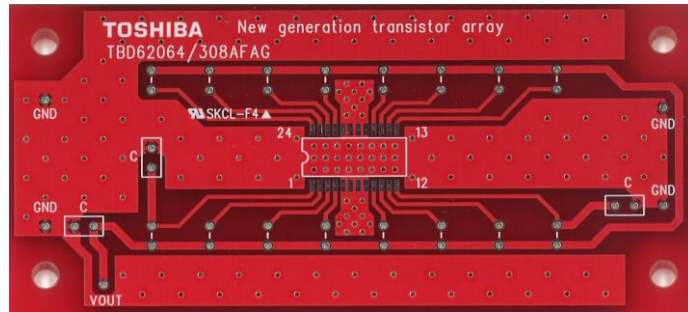 TOSHIBA New generation transistor array
TBD62064/308AFAG
GND
SKCL-F4▲
GND
24
13
C
1
12
GND
C
GND
C
VOUT